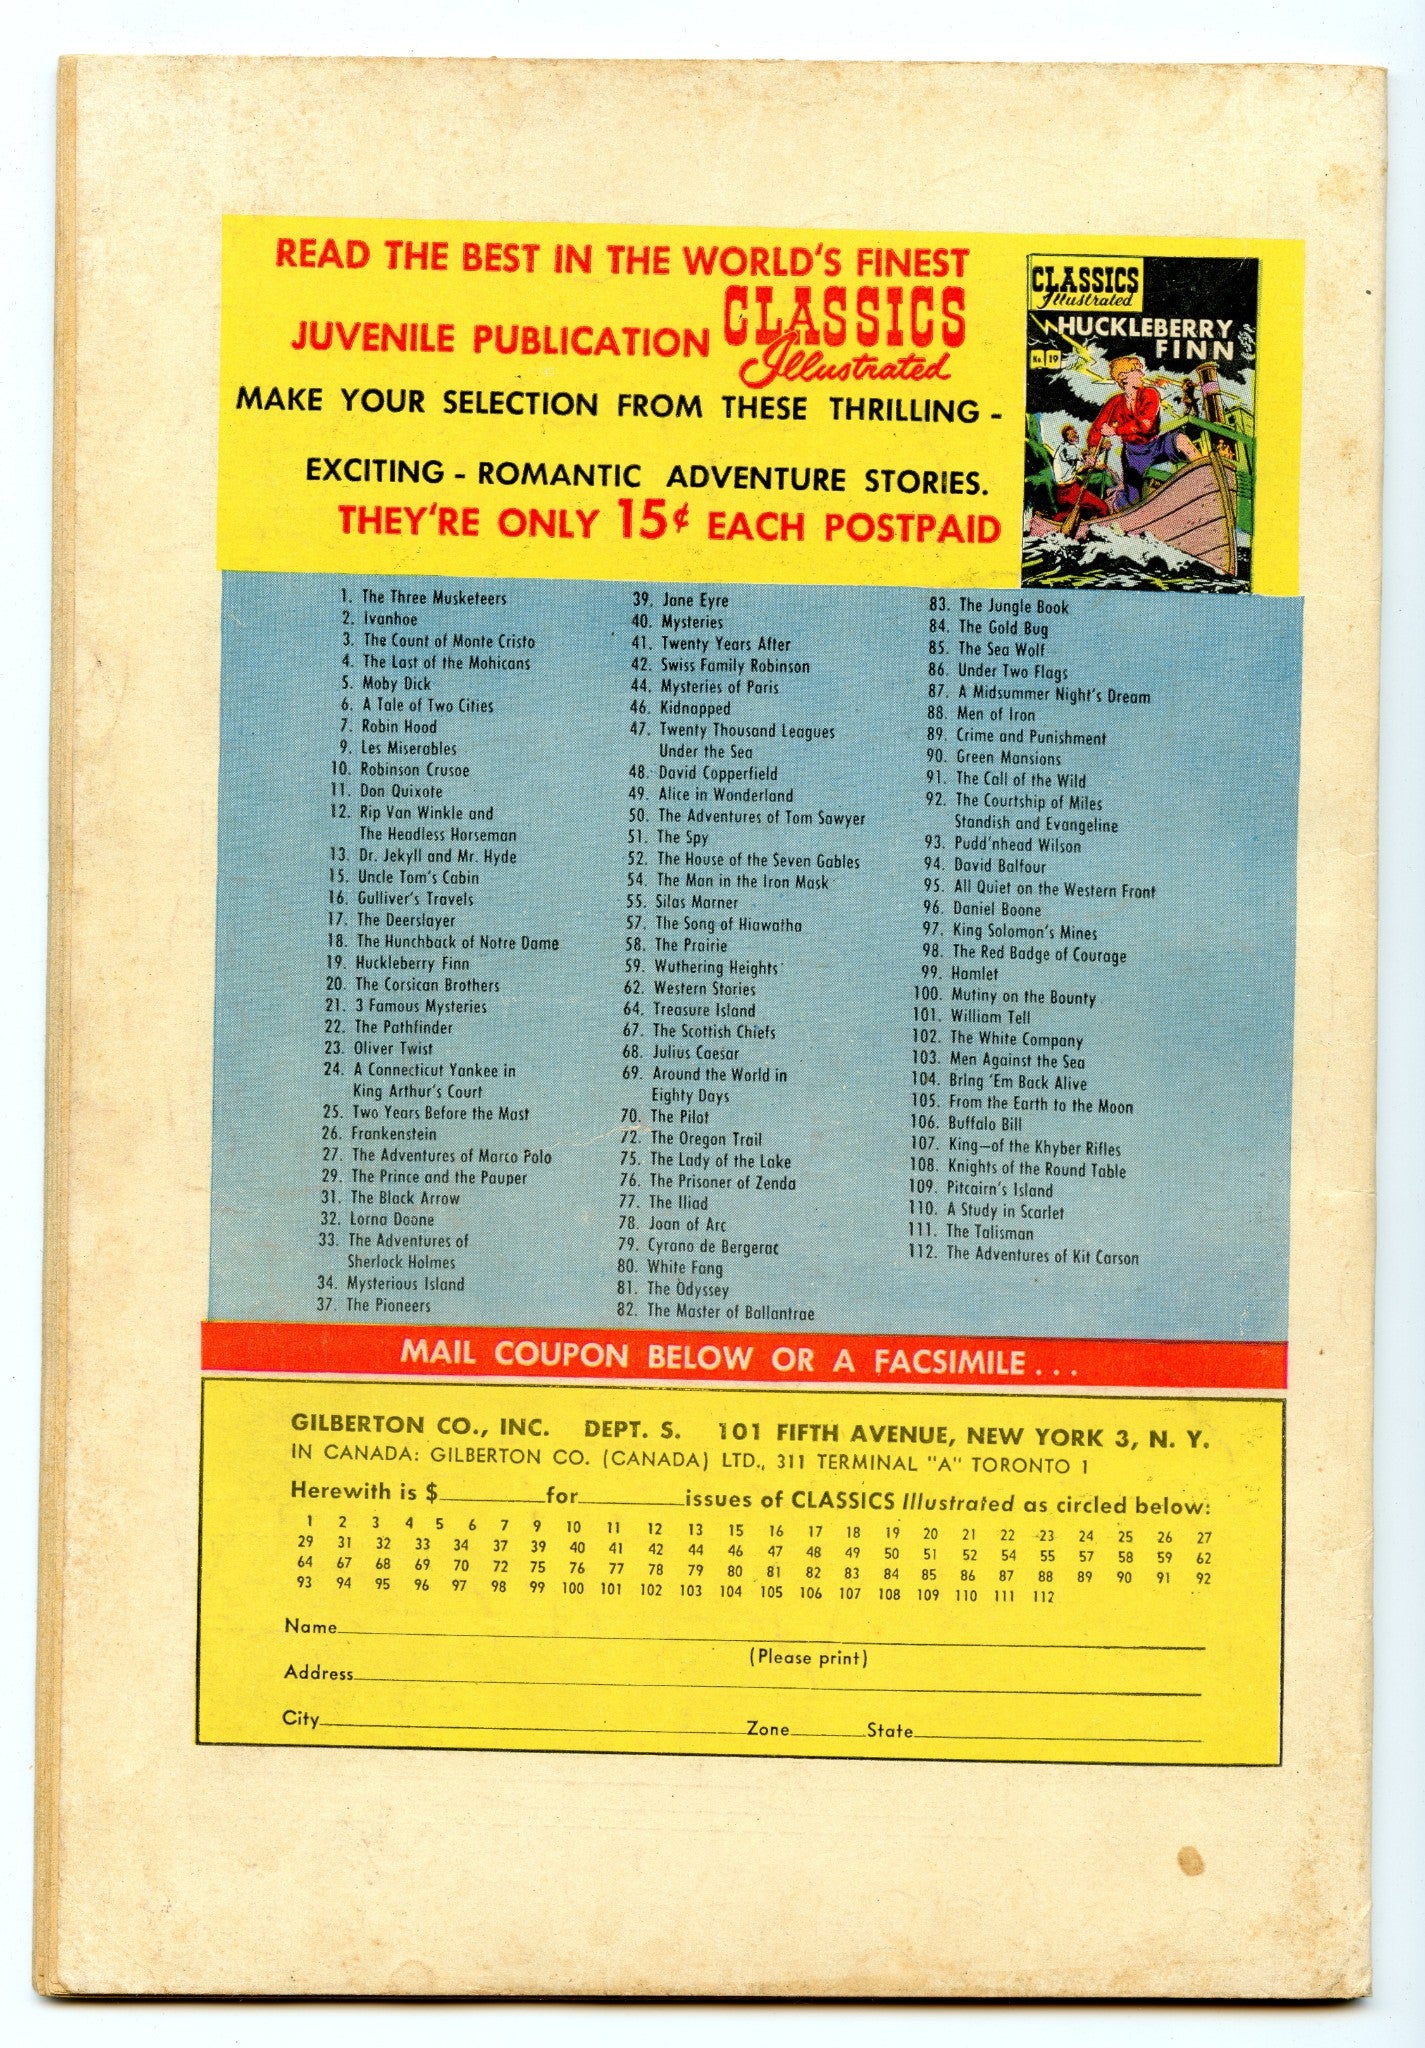 READ THE BEST IN THE WORLD'S FINEST
JUVENILE PUBLICATION CLASSICS
Illustrated
MAKE YOUR SELECTION FROM THESE THRILLING -
EXCITING - ROMANTIC ADVENTURE STORIES.
THEY'RE ONLY 15¢ EACH POSTPAID
CLASSICS
Illustrated
HUCKLEBERRY
FINN
No. 19
1. The Three Musketeers
2. Ivanhoe
3. The Count of Monte Cristo
4. The Last of the Mohicans
5. Moby Dick
6. A Tale of Two Cities
7. Robin Hood
9. Les Miserables
10. Robinson Crusoe
11. Don Quixote
12. Rip Van Winkle and
The Headless Horseman
13. Dr. Jekyll and Mr. Hyde
15. Uncle Tom's Cabin
16. Gulliver's Travels
17. The Deerslayer
18. The Hunchback of Notre Dame
19. Huckleberry Finn
20. The Corsican Brothers
21. 3 Famous Mysteries
22. The Pathfinder
23. Oliver Twist
24. A Connecticut Yankee in
King Arthur's Court
25. Two Years Before the Mast
26. Frankenstein
27. The Adventures of Marco Polo
29. The Prince and the Pauper
31. The Black Arrow
32. Lorna Doone
33. The Adventures of
Sherlock Holmes
34. Mysterious Island
37. The Pioneers
39. Jane Eyre
40. Mysteries
41. Twenty Years After
42. Swiss Family Robinson
44. Mysteries of Paris
46. Kidnapped
47. Twenty Thousand Leagues
Under the Sea
48. David Copperfield
49. Alice in Wonderland
50. The Adventures of Tom Sawyer
51. The Spy
52. The House of the Seven Gables
54. The Man in the Iron Mask
55. Silas Marner
57. The Song of Hiawatha
58. The Prairie
59. Wuthering Heights
62. Western Stories
64. Treasure Island
67. The Scottish Chiefs
68. Julius Caesar
69. Around the World in
Eighty Days
70. The Pilot
72. The Oregon Trail
75. The Lady of the Lake
76. The Prisoner of Zenda
77. The Iliad
78. Joan of Arc
79. Cyrano de Bergerac
80. White Fang
81. The Odyssey
82. The Master of Ballantrae
83. The Jungle Book
84. The Gold Bug
85. The Sea Wolf
86. Under Two Flags
87. A Midsummer Night's Dream
88. Men of Iron
89. Crime and Punishment
90. Green Mansions
91. The Call of the Wild
92. The Courtship of Miles
Standish and Evangeline
93. Pudd'nhead Wilson
94. David Balfour
95. All Quiet on the Western Front
96. Daniel Boone
97. King Solomon's Mines
98. The Red Badge of Courage
99. Hamlet
100. Mutiny on the Bounty
101. William Tell
102. The White Company
103. Men Against the Sea
104. Bring 'Em Back Alive
105. From the Earth to the Moon
106. Buffalo Bill
107. King—of the Khyber Rifles
108. Knights of the Round Table
109. Pitcairn's Island
110. A Study in Scarlet
111. The Talisman
112. The Adventures of Kit Carson
MAIL COUPON BELOW OR A FACSIMILE . . .
GILBERTON CO., INC. DEPT. S. 101 FIFTH AVENUE, NEW YORK 3, N. Y.
IN CANADA: GILBERTON CO. (CANADA) LTD., 311 TERMINAL "A" TORONTO 1
Herewith is $________for________issues of CLASSICS Illustrated as circled below:
1 2 3 4 5 6 7 9 10 11 12 13 15 16 17 18 19 20 21 22 23 24 25 26 27
29 31 32 33 34 37 39 40 41 42 44 46 47 48 49 50 51 52 54 55 57 58 59 62
64 67 68 69 70 72 75 76 77 78 79 80 81 82 83 84 85 86 87 88 89 90 91 92
93 94 95 96 97 98 99 100 101 102 103 104 105 106 107 108 109 110 111 112
Name________
(Please print)
Address________
City________Zone________State________